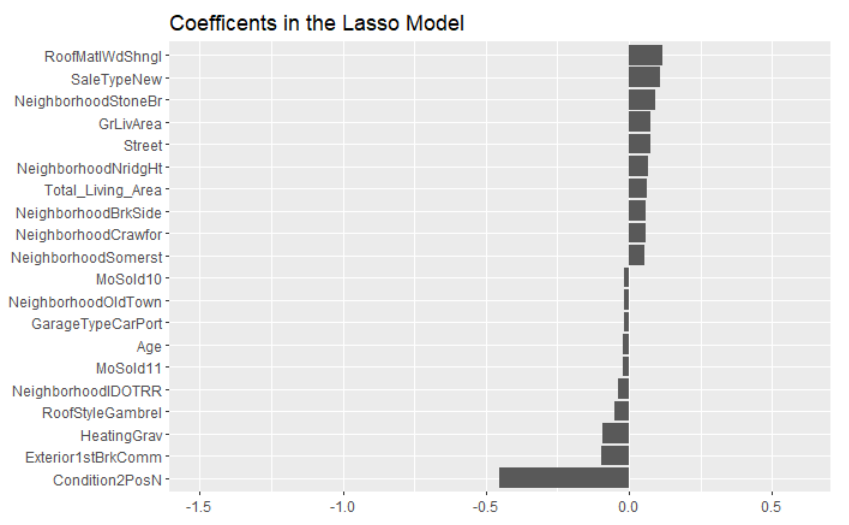 Coefficents in the Lasso Model
RoofMatlWdShngl
SaleTypeNew
NeighborhoodStoneBr
GrLivArea
Street
NeighborhoodNridgHt
Total_Living_Area
NeighborhoodBrkSide
NeighborhoodCrawfor
NeighborhoodSomerst
MoSold10
NeighborhoodOldTown
GarageTypeCarPort
Age
MoSold11
NeighborhoodIDOTRR
RoofStyleGambrel
HeatingGrav
Exterior1stBrkComm
Condition2PosN
-1.5 -1.0 -0.5 0.0 0.5